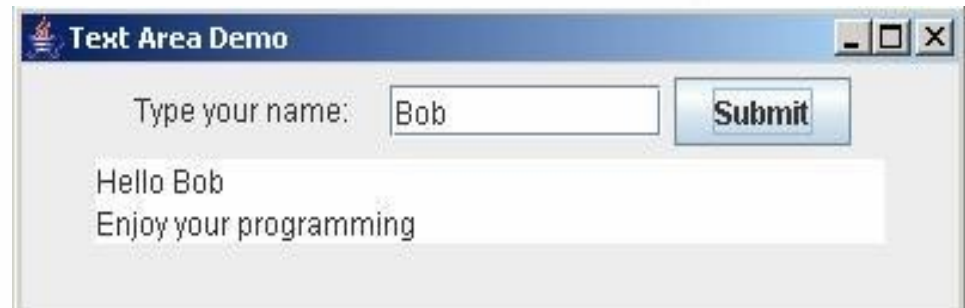 Text Area Demo
Type your name: Bob Submit
Hello Bob
Enjoy your programming